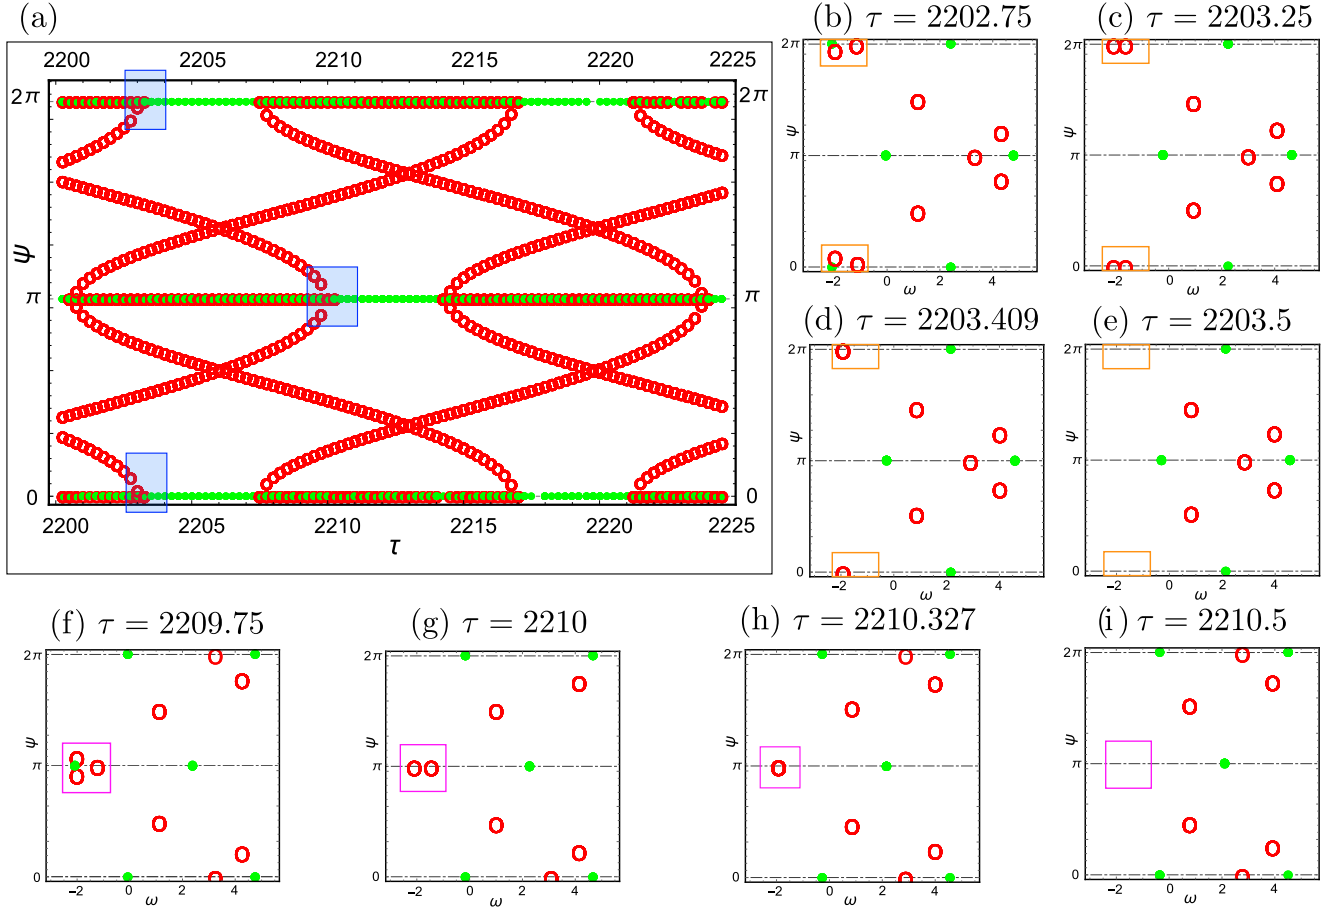 (a)
2200 2205 2210 2215 2220 2225
2π 2π
ψ π π
0 0
2200 2205 2210 2215 2220 2225
τ
(b) τ = 2202.75
2π
ψ π
0
-2 0 2 4
ω
(c) τ = 2203.25
2π
ψ π
0
-2 0 2 4
ω
(d) τ = 2203.409
2π
ψ π
0
-2 0 2 4
ω
(e) τ = 2203.5
2π
ψ π
0
-2 0 2 4
ω
(f) τ = 2209.75
2π
ψ π
0
-2 0 2 4
ω
(g) τ = 2210
2π
ψ π
0
-2 0 2 4
ω
(h) τ = 2210.327
2π
ψ π
0
-2 0 2 4
ω
(i) τ = 2210.5
2π
ψ π
0
-2 0 2 4
ω